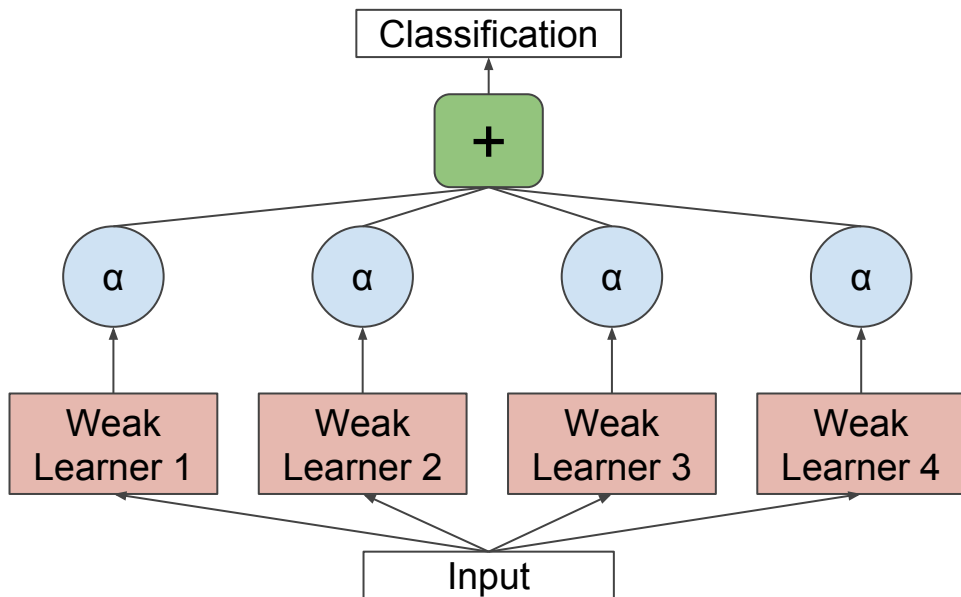 Classification
+
α
α
α
α
Weak
Learner 1
Weak
Learner 2
Weak
Learner 3
Weak
Learner 4
Input